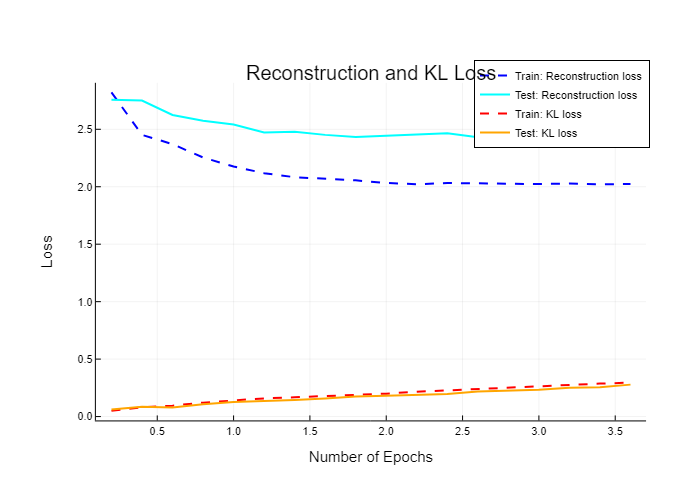 Reconstruction and KL Loss
Train: Reconstruction loss
Test: Reconstruction loss
Train: KL loss
Test: KL loss
Loss
2.5
2.0
1.5
1.0
0.5
0.0
0.5 1.0 1.5 2.0 2.5 3.0 3.5
Number of Epochs